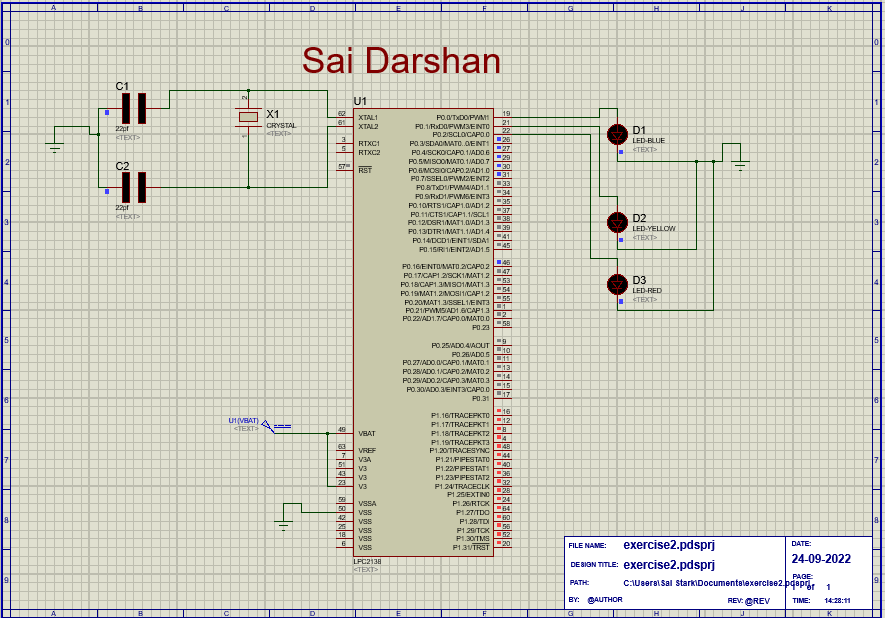 A B C D E F G H J K
Sai Darshan
C1
22pf
<TEXT>
C2
22pf
<TEXT>
X1
CRYSTAL
<TEXT>
2
1
U1
62 XTAL1
61 XTAL2
3 RTXC1
5 RTXC2
57 RST
U1(VBAT)
<TEXT>
49 VBAT
63 VREF
7 V3A
51 V3
43 V3
23 V3
59 VSSA
50 VSS
42 VSS
25 VSS
18 VSS
6 VSS
P0.0/TxD0/PWM1 19
P0.1/RxD0/PWM3/EINT0 21
P0.2/SCL0/CAP0.0 22
P0.3/SDA0/MAT0.0/EINT1 26
P0.4/SCK0/CAP0.1/AD0.6 27
P0.5/MISO0/MAT0.1/AD0.7 29
P0.6/MOSI0/CAP0.2/AD1.0 30
P0.7/SSEL0/PWM2/EINT2 31
P0.8/TxD1/PWM4/AD1.1 33
P0.9/RxD1/PWM6/EINT3 34
P0.10/RTS1/CAP1.0/AD1.2 35
P0.11/CTS1/CAP1.1/SCL1 37
P0.12/DSR1/MAT1.0/AD1.3 38
P0.13/DTR1/MAT1.1/AD1.4 39
P0.14/DCD1/EINT1/SDA1 41
P0.15/RI1/EINT2/AD1.5 45
P0.16/EINT0/MAT0.2/CAP0.2 46
P0.17/CAP1.2/SCK1/MAT1.2 47
P0.18/CAP1.3/MISO1/MAT1.3 53
P0.19/MAT1.2/MOSI1/CAP1.2 54
P0.20/MAT1.3/SSEL1/EINT3 55
P0.21/PWM5/AD1.6/CAP1.3 1
P0.22/AD1.7/CAP0.0/MAT0.0 2
P0.23 58
P0.25/AD0.4/AOUT 9
P0.26/AD0.5 10
P0.27/AD0.0/CAP0.1/MAT0.1 11
P0.28/AD0.1/CAP0.2/MAT0.2 13
P0.29/AD0.2/CAP0.3/MAT0.3 14
P0.30/AD0.3/EINT3/CAP0.0 15
P0.31 17
P1.16/TRACEPKT0 16
P1.17/TRACEPKT1 12
P1.18/TRACEPKT2 8
P1.19/TRACEPKT3 4
P1.20/TRACESYNC 48
P1.21/PIPESTAT0 44
P1.22/PIPESTAT1 40
P1.23/PIPESTAT2 36
P1.24/TRACECLK 32
P1.25/EXTIN0 28
P1.26/RTCK 24
P1.27/TDO 64
P1.28/TDI 60
P1.29/TCK 56
P1.30/TMS 52
P1.31/TRST 20
LPC2138
<TEXT>
D1
LED-BLUE
<TEXT>
D2
LED-YELLOW
<TEXT>
D3
LED-RED
<TEXT>
0 0
1 1
2 2
3 3
4 4
5 5
6 6
7 7
8 8
9 9
FILE NAME: exercise2.pdsprj
DESIGN TITLE: exercise2.pdsprj
PATH: C:\Users\Sai Stark\Documents\exercise2.pdsprj
BY: @AUTHOR REV: @REV
DATE:
24-09-2022
PAGE:
1 of 1
TIME: 14:28:11
A B C D E F G H J K